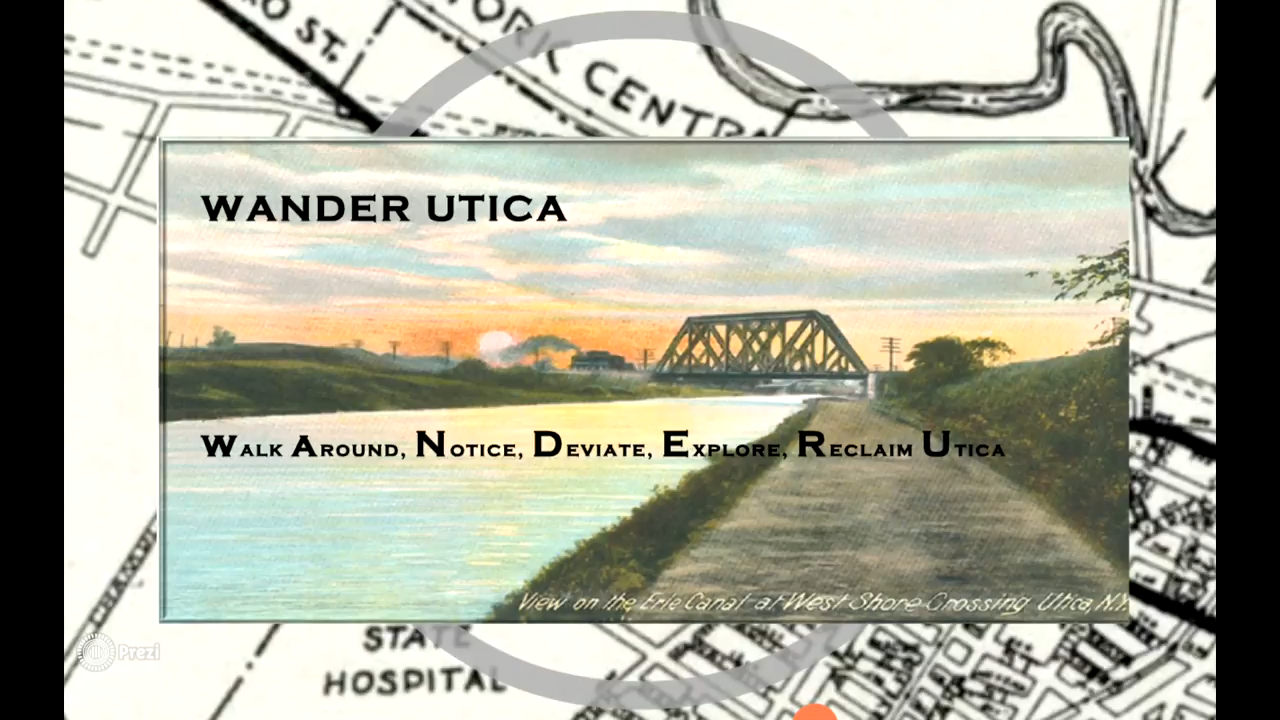 RO ST.
YORK CENTRA
WANDER UTICA
Walk Around, Notice, Deviate, Explore, Reclaim Utica
View on the Erie Canal at West Shore Crossing Utica, N.Y.
STATE
HOSPITAL
Prezi